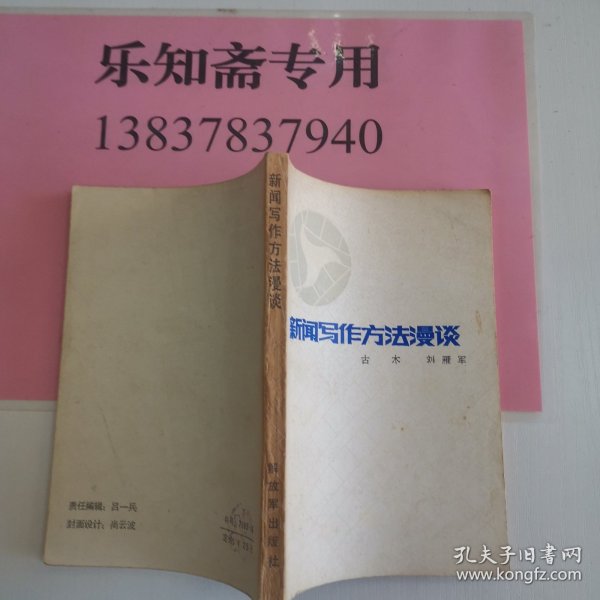 乐知斋专用
13837837940
新闻写作方法漫谈
解放军出版社
新闻写作方法漫谈
古木 刘雁军
责任编辑：吕一兵
封面设计：尚云波
孔夫子旧书网
www.kongfz.com